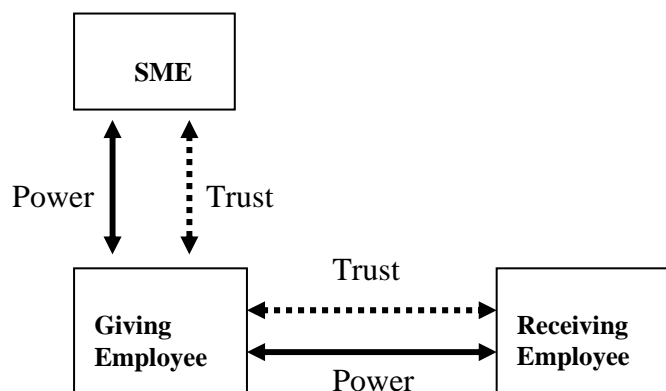 SME
Power Trust
Trust
Giving
Employee
Receiving
Employee
Power